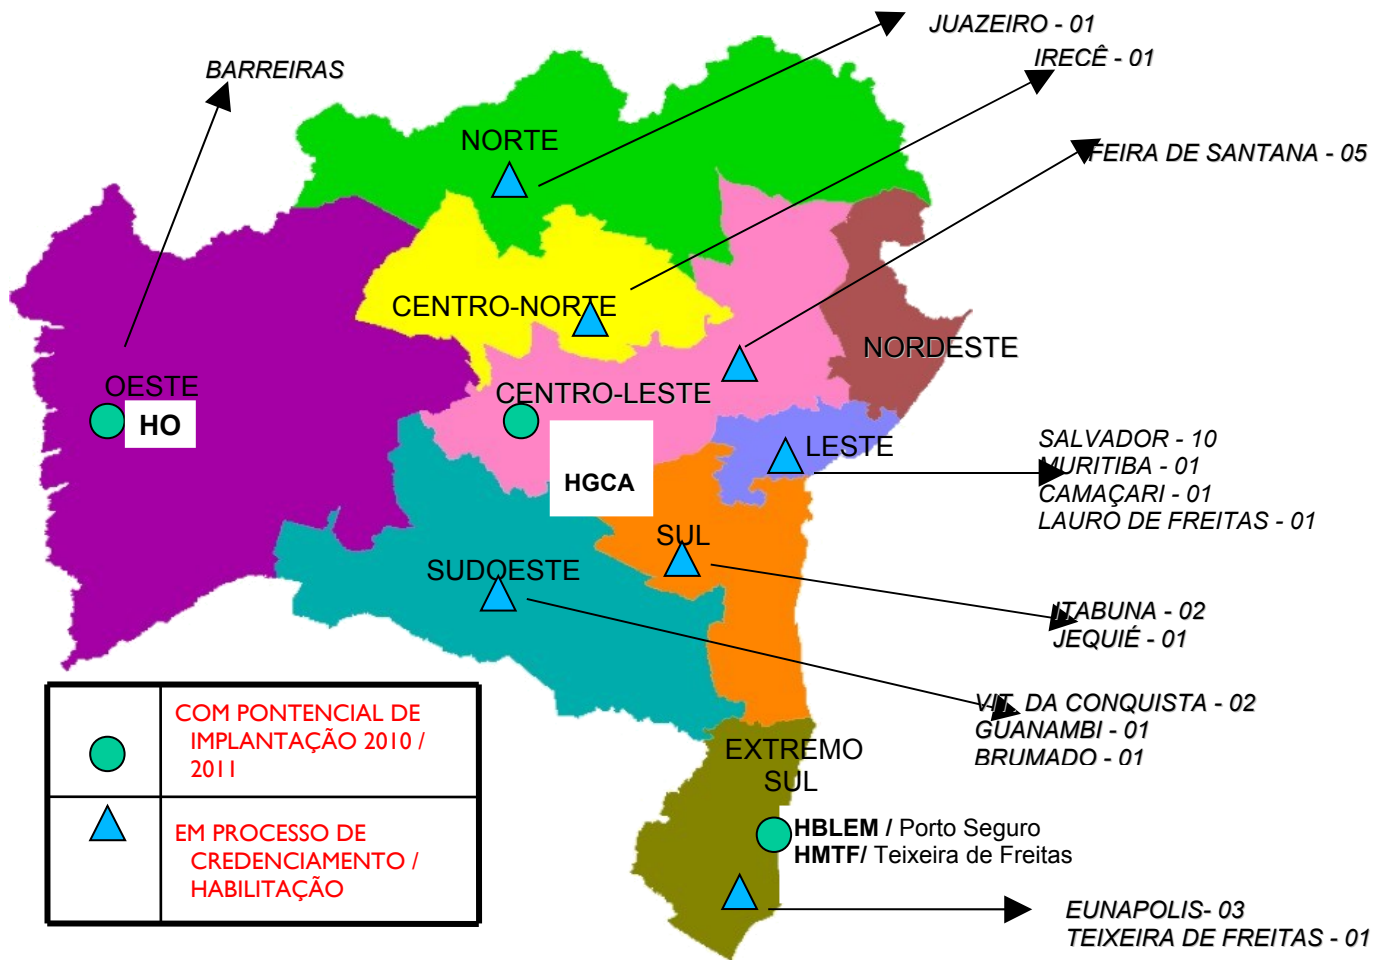 JUAZEIRO - 01
IRECÊ - 01
BARREIRAS
NORTE
FEIRA DE SANTANA - 05
CENTRO-NORTE
NORDESTE
OESTE
HO
CENTRO-LESTE
HGCA
LESTE
SALVADOR - 10
MURITIBA - 01
CAMAÇARI - 01
LAURO DE FREITAS - 01
SUL
SUDOESTE
ITABUNA - 02
JEQUIÉ - 01
VIT. DA CONQUISTA - 02
GUANAMBI - 01
BRUMADO - 01
COM PONTENCIAL DE
IMPLANTAÇÃO 2010 /
2011
EM PROCESSO DE
CREDENCIAMENTO /
HABILITAÇÃO
EXTREMO
SUL
HBLEM / Porto Seguro
HMTF/ Teixeira de Freitas
EUNAPOLIS- 03
TEIXEIRA DE FREITAS - 01